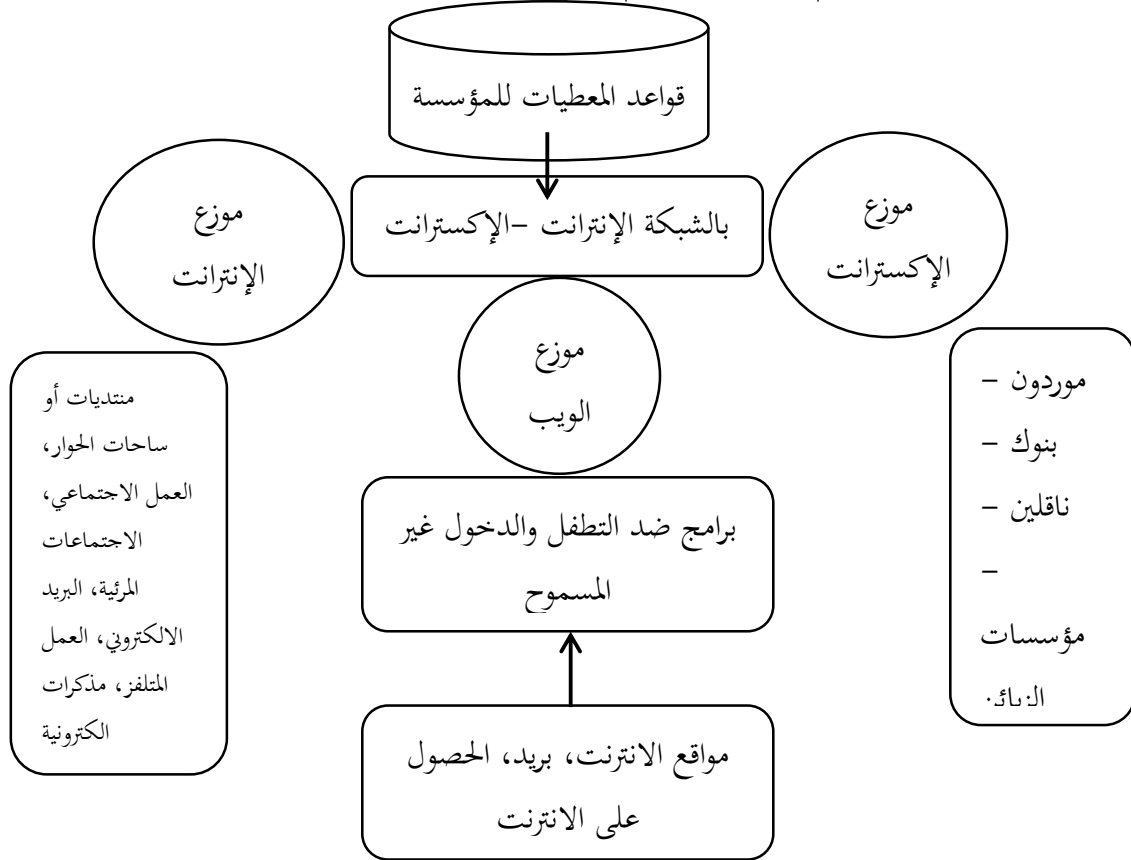 قواعد المعطيات للمؤسسة
بالشبكة الإنترانت –الإكسترانت
موزع
الإكسترانت
موزع
الإنترانت
موزع
الويب
– موردون
– بنوك
– ناقلين
–
مؤسسات
الزبائن
منتديات أو
ساحات الحوار،
العمل الاجتماعي،
الاجتماعات
المرئية، البريد
الالكتروني، العمل
المتلفز، مذكرات
الكترونية
برامج ضد التطفل والدخول غير
المسموح
مواقع الانترنت، بريد، الحصول
على الانترنت